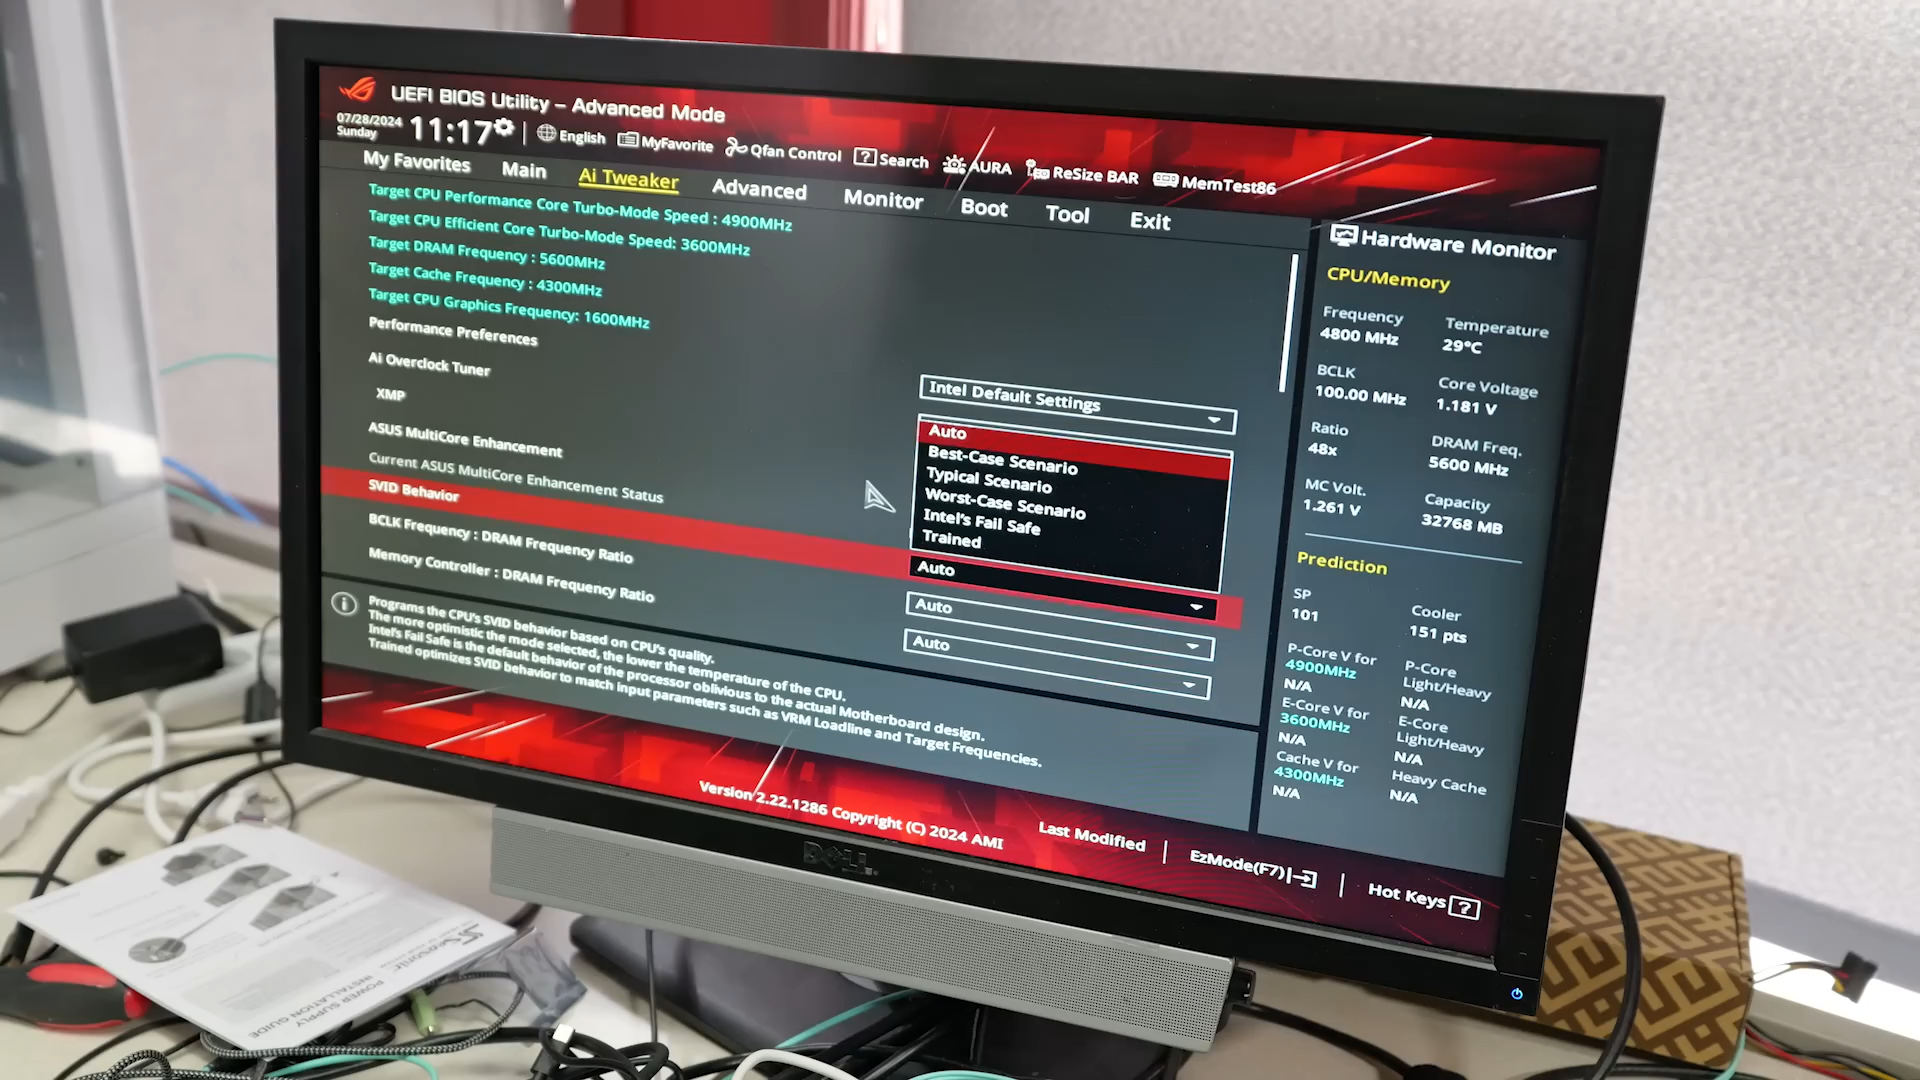 UEFI BIOS Utility – Advanced Mode
07/28/2024
Sunday
11:17
English
MyFavorite
Qfan Control
? Search
AURA
ReSize BAR
MemTest86
My Favorites
Main
Ai Tweaker
Advanced
Monitor
Boot
Tool
Exit
Target CPU Performance Core Turbo-Mode Speed : 4900MHz
Target CPU Efficient Core Turbo-Mode Speed: 3600MHz
Target DRAM Frequency : 5600MHz
Target Cache Frequency : 4300MHz
Target CPU Graphics Frequency: 1600MHz
Performance Preferences
Intel Default Settings
Ai Overclock Tuner
XMP
ASUS MultiCore Enhancement
Current ASUS MultiCore Enhancement Status
SVID Behavior
BCLK Frequency : DRAM Frequency Ratio
Memory Controller : DRAM Frequency Ratio
Auto
Best-Case Scenario
Typical Scenario
Worst-Case Scenario
Intel's Fail Safe
Trained
Auto
Auto
Auto
Programs the CPU's SVID behavior based on CPU's quality.
The more optimistic the mode selected, the lower the temperature of the CPU.
Intel's Fail Safe is the default behavior of the processor oblivious to the actual Motherboard design.
Trained optimizes SVID behavior to match input parameters such as VRM Loadline and Target Frequencies.
Hardware Monitor
CPU/Memory
Frequency
4800 MHz
Temperature
29°C
BCLK
100.00 MHz
Core Voltage
1.181 V
Ratio
48x
DRAM Freq.
5600 MHz
MC Volt.
1.261 V
Capacity
32768 MB
Prediction
SP
101
Cooler
151 pts
P-Core V for
4900MHz
N/A
P-Core
Light/Heavy
N/A
E-Core V for
3600MHz
N/A
E-Core
Light/Heavy
N/A
Cache V for
4300MHz
N/A
Heavy Cache
N/A
Version 2.22.1286 Copyright (C) 2024 AMI
Last Modified
EzMode(F7)
Hot Keys ?
DELL
Seasonic
POWER SUPPLY
INSTALLATION GUIDE